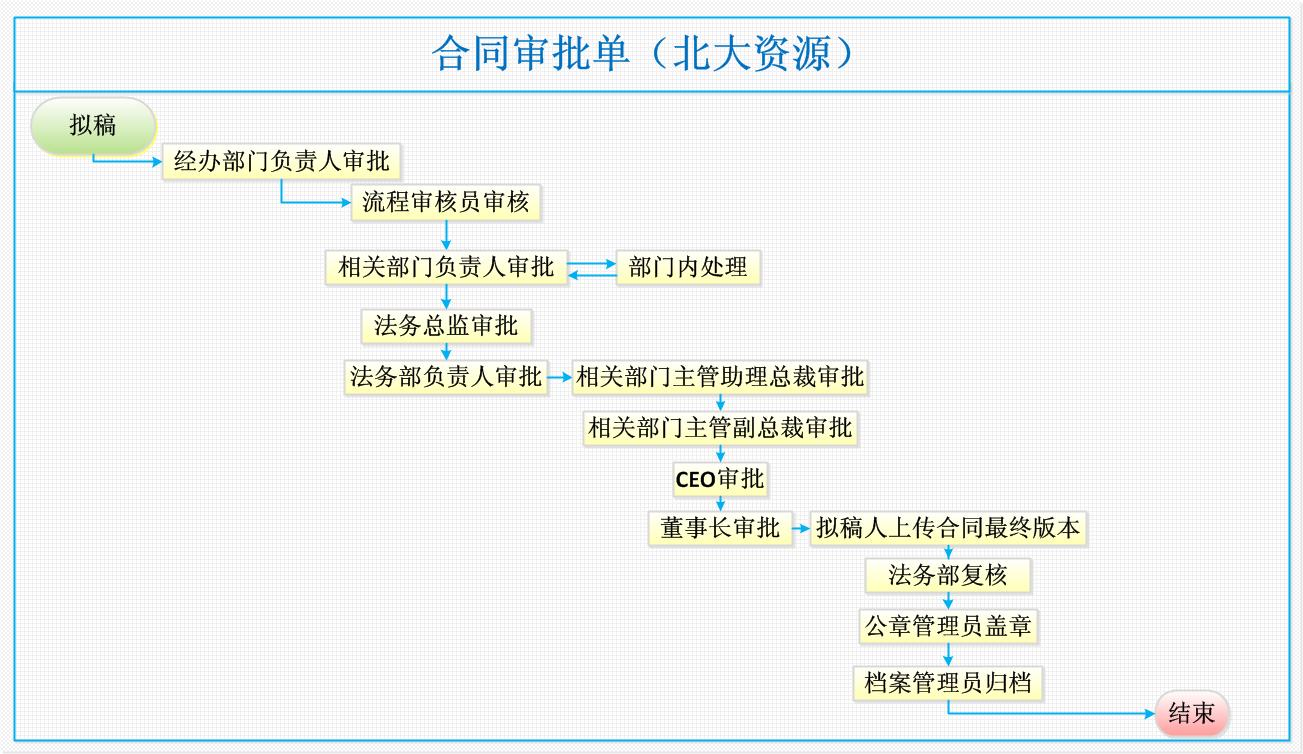 合同审批单（北大资源）
拟稿
经办部门负责人审批
流程审核员审核
相关部门负责人审批
部门内处理
法务总监审批
法务部负责人审批
相关部门主管助理总裁审批
相关部门主管副总裁审批
CEO审批
董事长审批
拟稿人上传合同最终版本
法务部复核
公章管理员盖章
档案管理员归档
结束